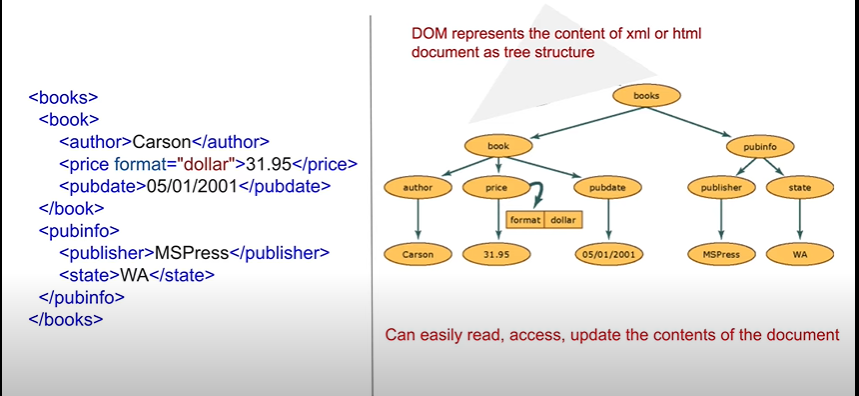 <books>
<book>
<author>Carson</author>
<price format="dollar">31.95</price>
<pubdate>05/01/2001</pubdate>
</book>
<pubinfo>
<publisher>MSPress</publisher>
<state>WA</state>
</pubinfo>
</books>
DOM represents the content of xml or html
document as tree structure
books
book
pubinfo
author
price
pubdate
publisher
state
format dollar
Carson
31.95
05/01/2001
MSPress
WA
Can easily read, access, update the contents of the document